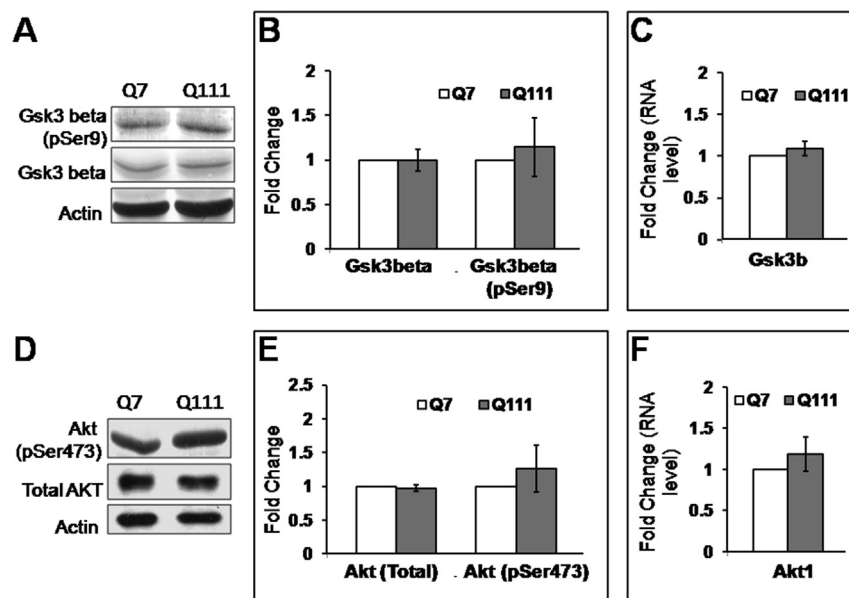 A
Q7 Q111
Gsk3 beta
(pSer9)
Gsk3 beta
Actin
B
2
1.5
1
0.5
0
Fold Change
Q7 Q111
Gsk3beta
Gsk3beta
(pSer9)
C
2
1.5
1
0.5
0
Fold Change (RNA
level)
Q7 Q111
Gsk3b
D
Q7 Q111
Akt
(pSer473)
Total AKT
Actin
E
2.5
2
1.5
1
0.5
0
Fold Change
Q7 Q111
Akt (Total) Akt (pSer473)
F
2
1.5
1
0.5
0
Fold Change (RNA
level)
Q7 Q111
Akt1